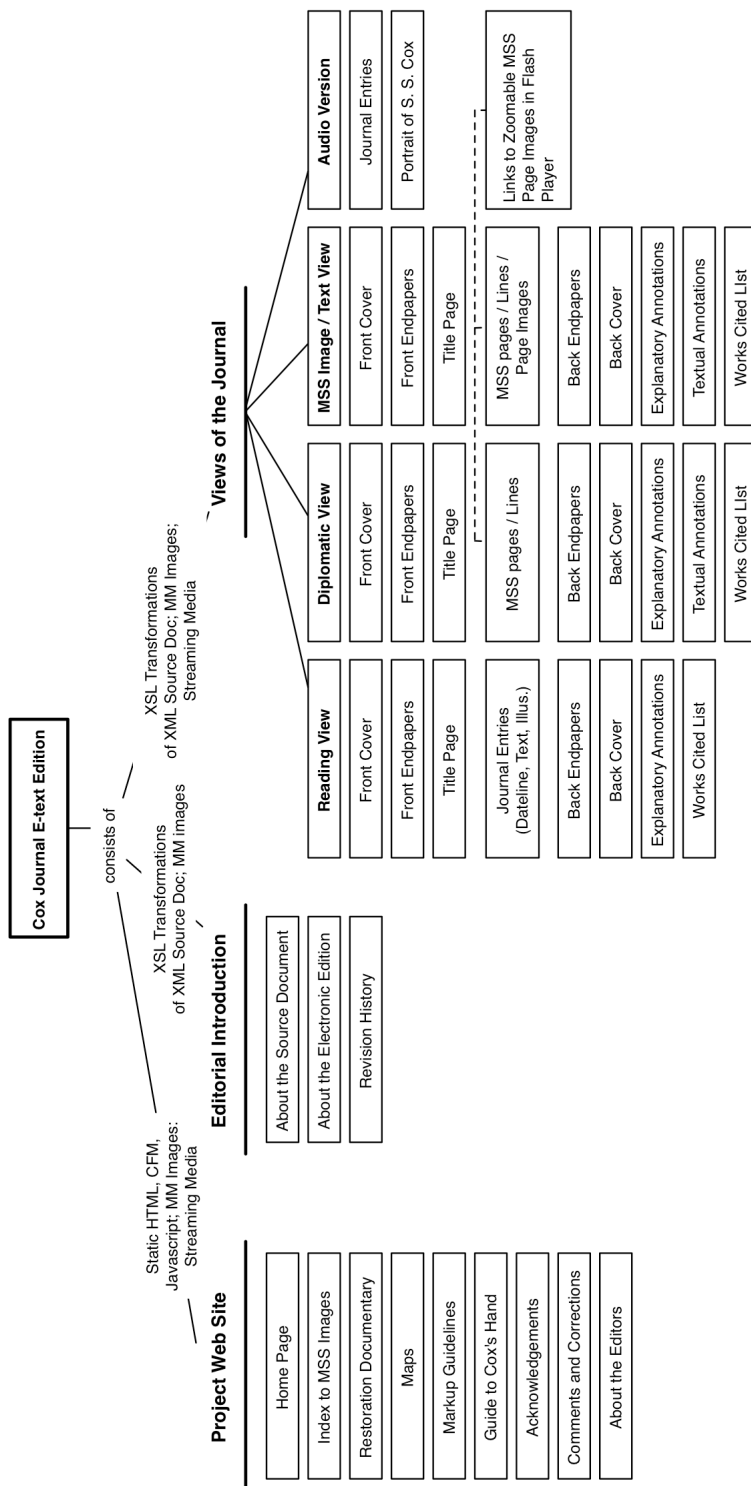 Cox Journal E-text Edition
consists of
Static HTML, CFM,
Javascript; MM Images:
Streaming Media
XSL Transformations
of XML Source Doc; MM images
XSL Transformations
of XML Source Doc; MM Images;
Streaming Media
Project Web Site
Home Page
Index to MSS Images
Restoration Documentary
Maps
Markup Guidelines
Guide to Cox's Hand
Acknowledgements
Comments and Corrections
About the Editors
Editorial Introduction
About the Source Document
About the Electronic Edition
Revision History
Views of the Journal
Reading View
Front Cover
Front Endpapers
Title Page
Journal Entries
(Dateline, Text, Illus.)
Back Endpapers
Back Cover
Explanatory Annotations
Works Cited List
Diplomatic View
Front Cover
Front Endpapers
Title Page
MSS pages / Lines
Back Endpapers
Back Cover
Explanatory Annotations
Textual Annotations
Works Cited LIst
MSS Image / Text View
Front Cover
Front Endpapers
Title Page
MSS pages / Lines /
Page Images
Back Endpapers
Back Cover
Explanatory Annotations
Textual Annotations
Works Cited LIst
Audio Version
Journal Entries
Portrait of S. S. Cox
Links to Zoomable MSS
Page Images in Flash
Player